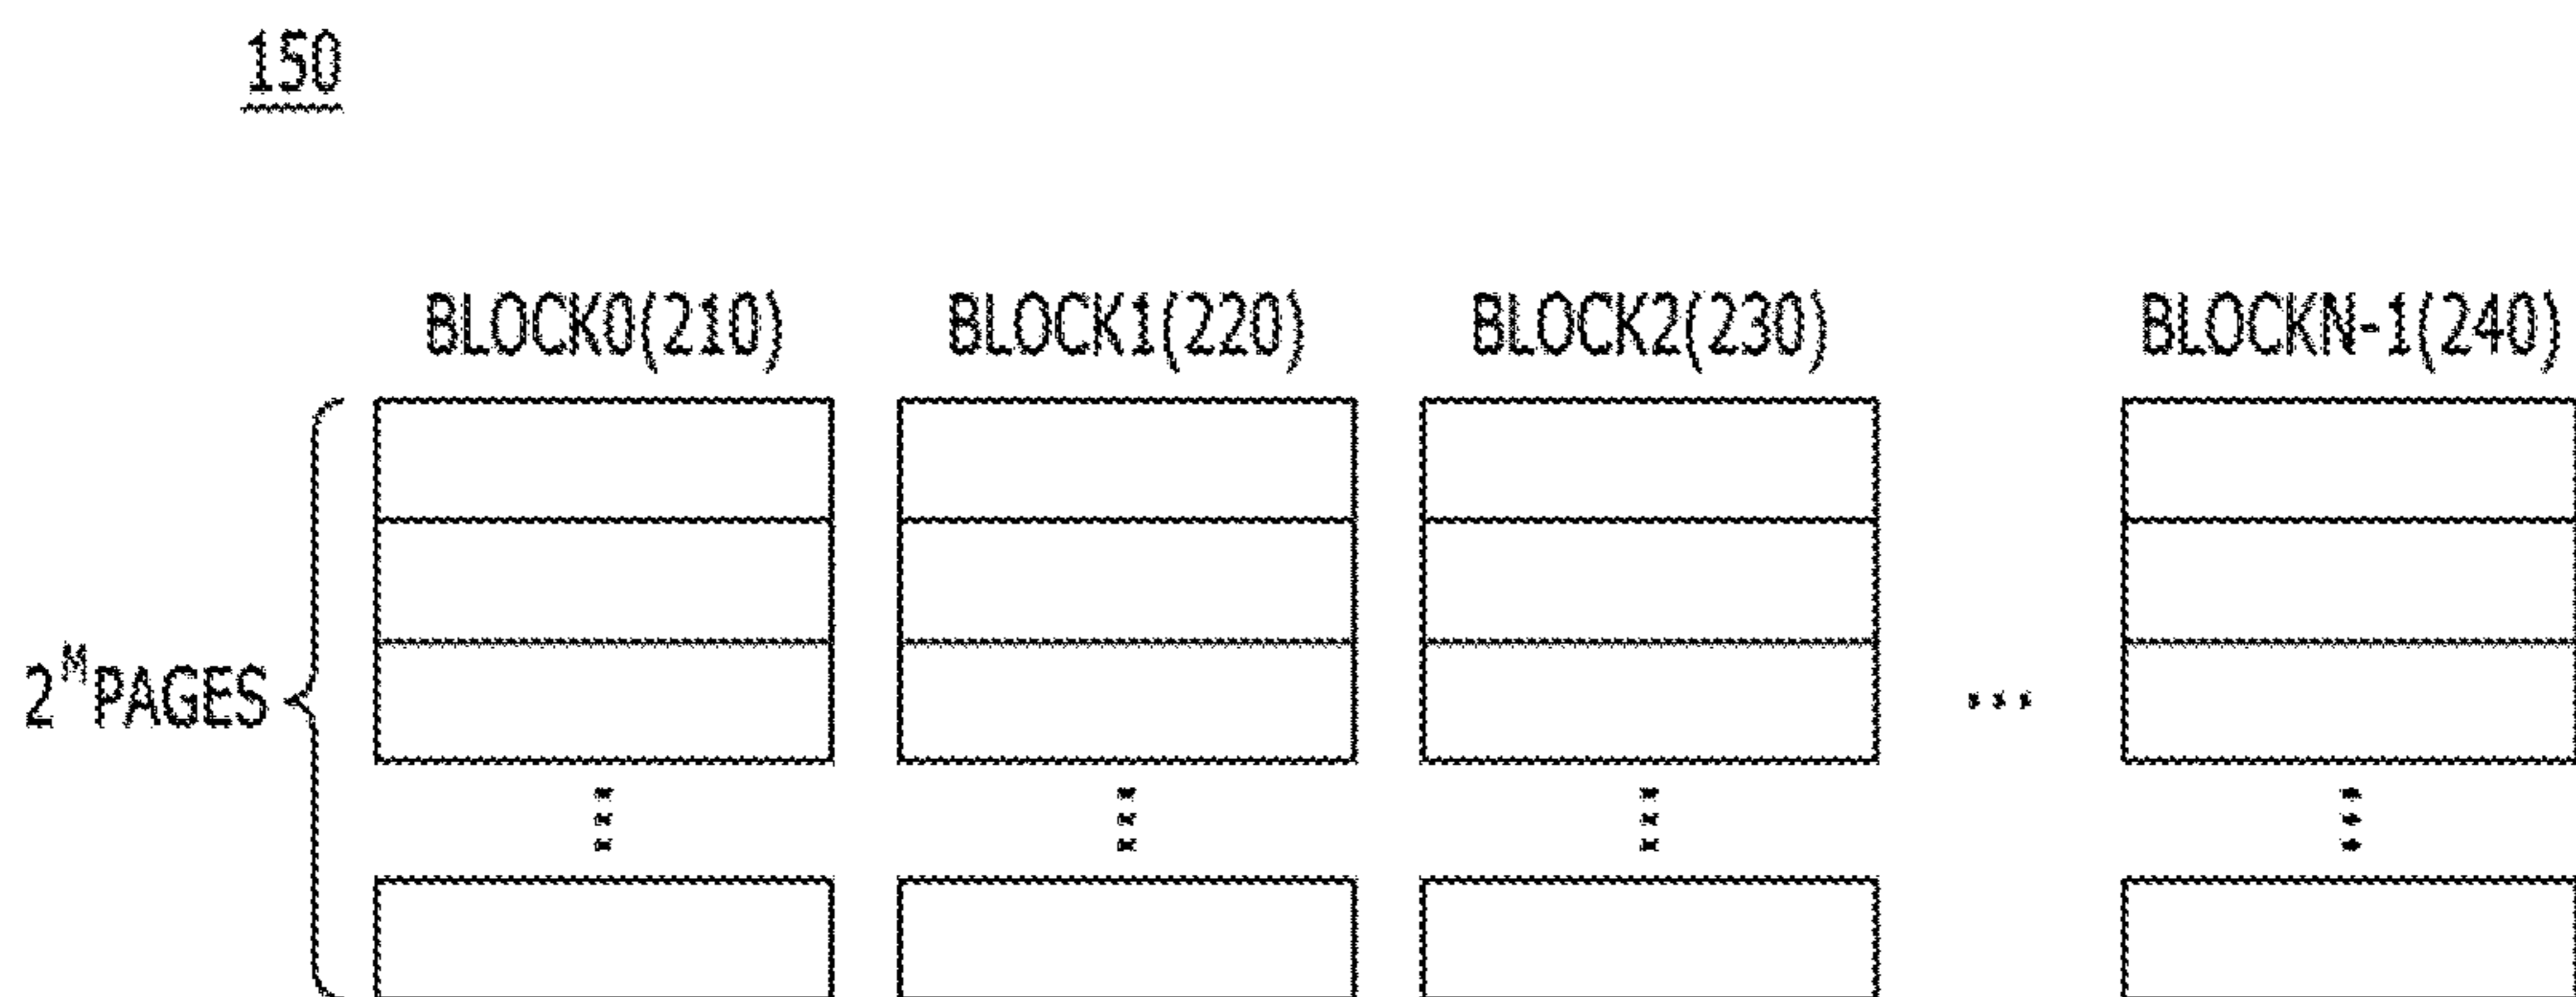 150
BLOCK0(210) BLOCK1(220) BLOCK2(230) BLOCKN-1(240)
2^M PAGES
...